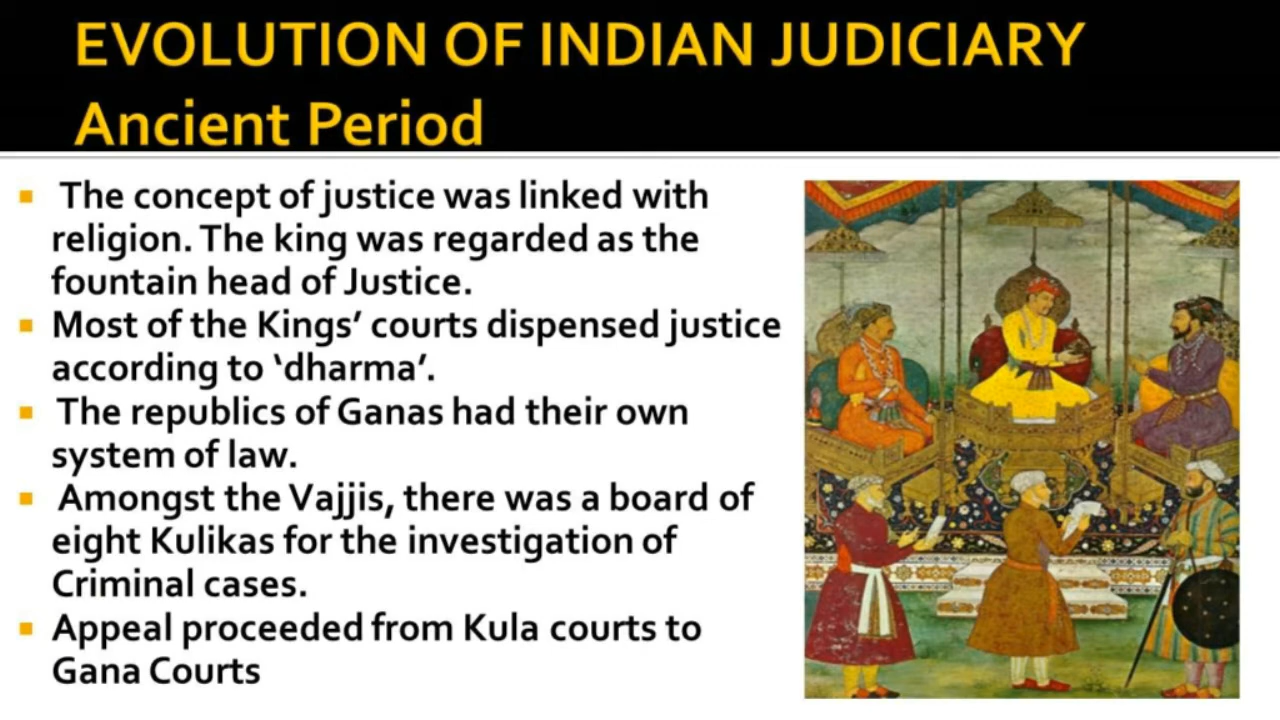 EVOLUTION OF INDIAN JUDICIARY
Ancient Period
The concept of justice was linked with
religion. The king was regarded as the
fountain head of Justice.
Most of the Kings’ courts dispensed justice
according to ‘dharma’.
The republics of Ganas had their own
system of law.
Amongst the Vajjis, there was a board of
eight Kulikas for the investigation of
Criminal cases.
Appeal proceeded from Kula courts to
Gana Courts